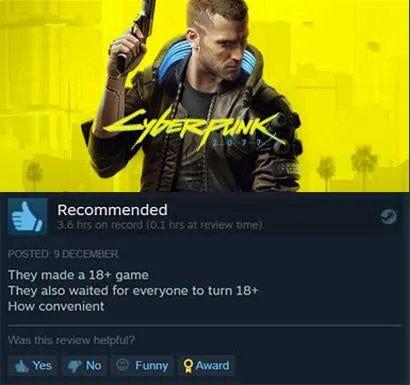 Cyberpunk
2077
Recommended
3.6 hrs on record (0.1 hrs at review time)
POSTED: 9 DECEMBER
They made a 18+ game
They also waited for everyone to turn 18+
How convenient
Was this review helpful?
Yes No Funny Award